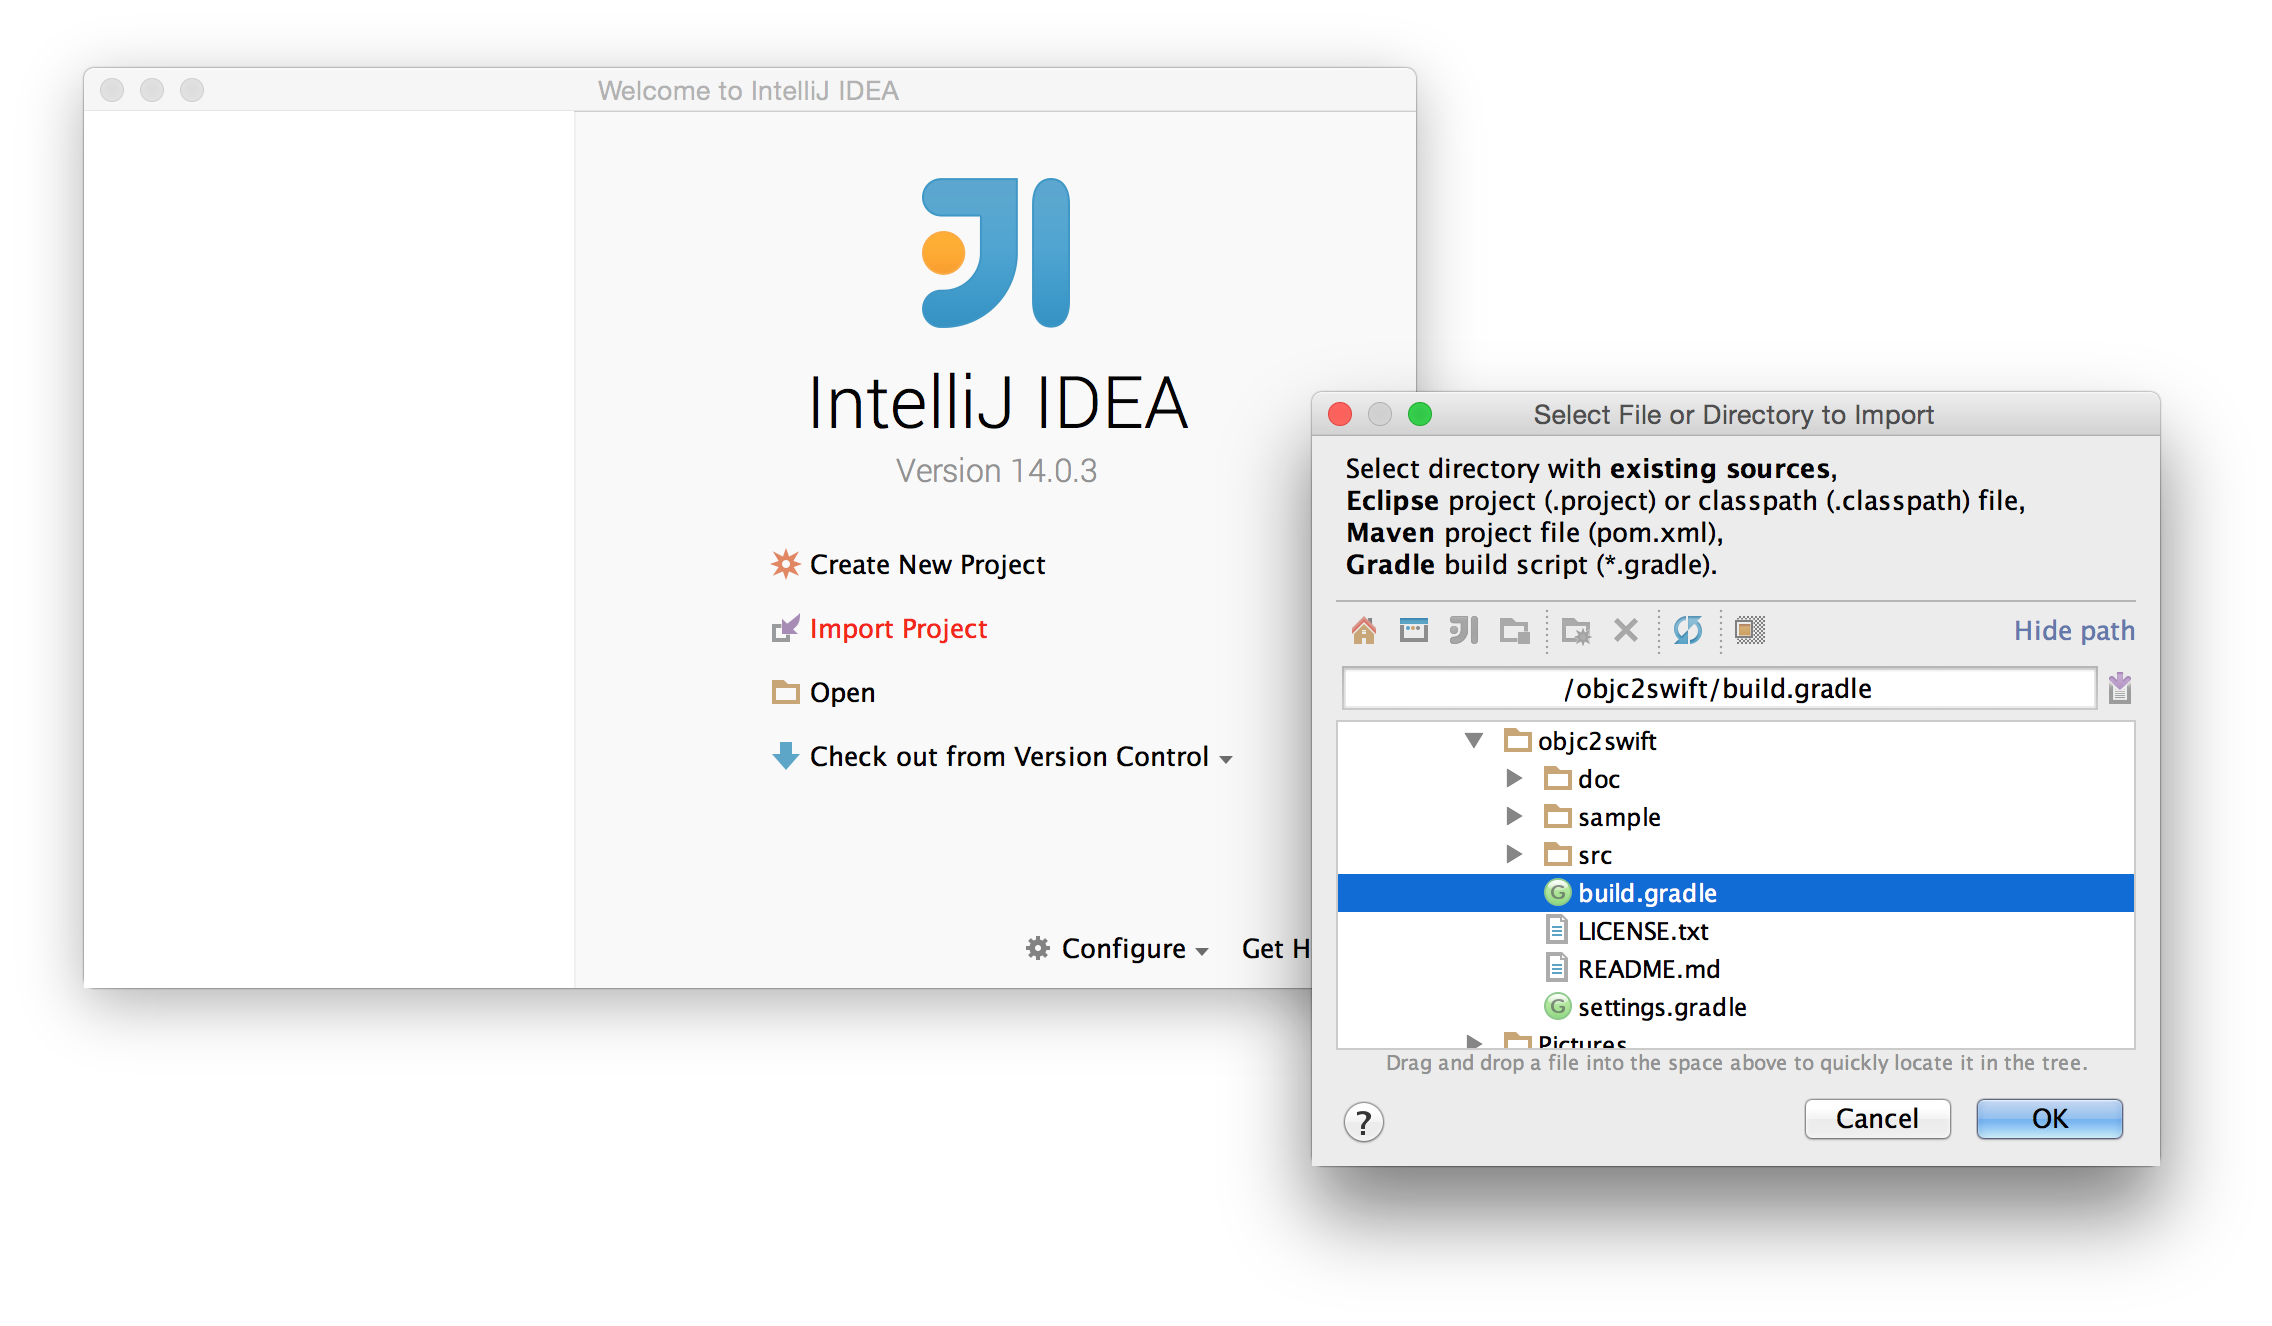 Welcome to IntelliJ IDEA
IntelliJ IDEA
Version 14.0.3
Create New Project
Import Project
Open
Check out from Version Control
Configure
Get H
Select File or Directory to Import
Select directory with existing sources,
Eclipse project (.project) or classpath (.classpath) file,
Maven project file (pom.xml),
Gradle build script (*.gradle).
Hide path
/objc2swift/build.gradle
objc2swift
doc
sample
src
G build.gradle
LICENSE.txt
README.md
G settings.gradle
Pictures
Drag and drop a file into the space above to quickly locate it in the tree.
? Cancel OK